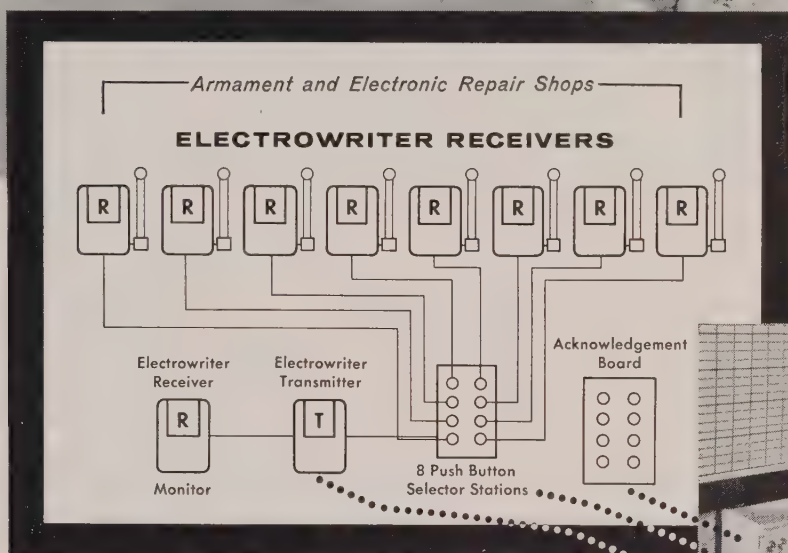 Armament and Electronic Repair Shops
ELECTROWRITER RECEIVERS
R R R R R R R R
Electrowriter
Receiver
R
Monitor
Electrowriter
Transmitter
T
8 Push Button
Selector Stations
Acknowledgement
Board